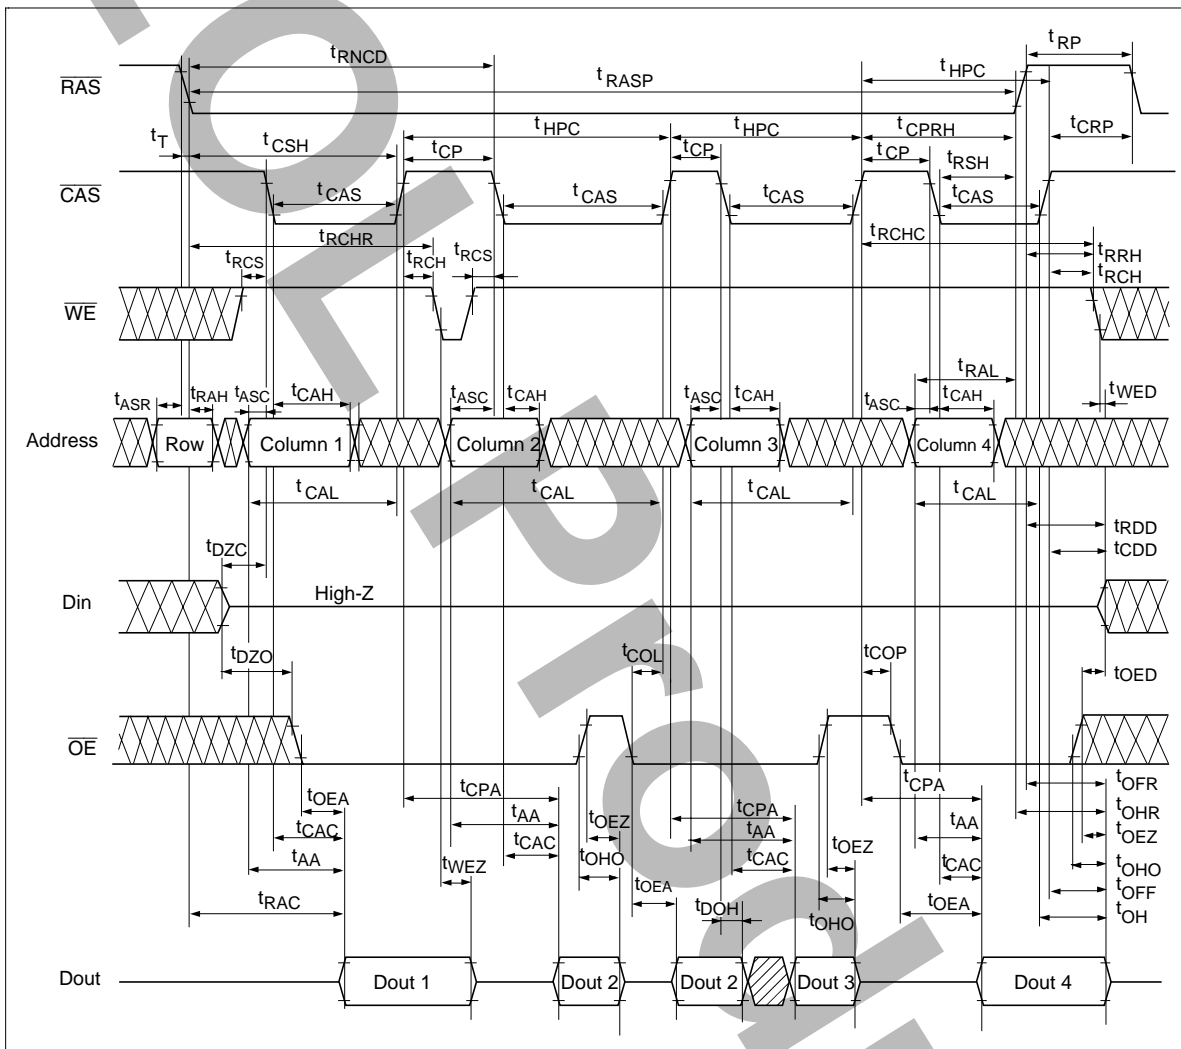 tRP
tRNCD
tHPC
RAS
tRASP
tHPC
tHPC
tCPRH
tCRP
tT
tCSH
tCP
tCP
tCP
tRSH
CAS
tCAS
tCAS
tCAS
tCAS
tRCHR
tRCHC
tRCS
tRCH
tRCS
tRRH
tRCH
WE
tRAL
tWED
tASR
tRAH
tASC
tCAH
tASC
tCAH
tASC
tCAH
tASC
tCAH
Address
Row
Column 1
Column 2
Column 3
Column 4
tCAL
tCAL
tCAL
tCAL
tRDD
tDZC
tCDD
Din
High-Z
tDZO
tCOL
tCOP
tOED
OE
tOEA
tCPA
tCPA
tCPA
tOFR
tCAC
tAA
tOEZ
tAA
tOEZ
tAA
tOHR
tOEZ
tAA
tCAC
tWEZ
tOHO
tCAC
tCAC
tOHO
tRAC
tOEA
tDOH
tOHO
tOEA
tOFF
tOH
Dout
Dout 1
Dout 2
Dout 2
Dout 3
Dout 4
EOL Prod